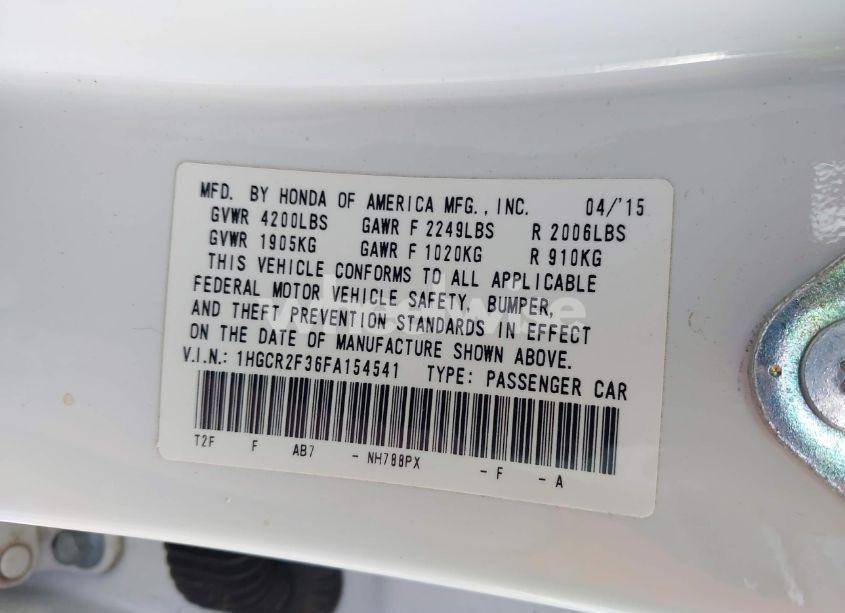 MFD. BY HONDA OF AMERICA MFG., INC. 04/'15
GVWR 4200LBS GAWR F 2249LBS R 2006LBS
GVWR 1905KG GAWR F 1020KG R 910KG
THIS VEHICLE CONFORMS TO ALL APPLICABLE
FEDERAL MOTOR VEHICLE SAFETY, BUMPER,
AND THEFT PREVENTION STANDARDS IN EFFECT
ON THE DATE OF MANUFACTURE SHOWN ABOVE.
V.I.N.: 1HGCR2F36FA154541 TYPE: PASSENGER CAR
T2F F AB7 - NH788PX - F - A
wheelwise